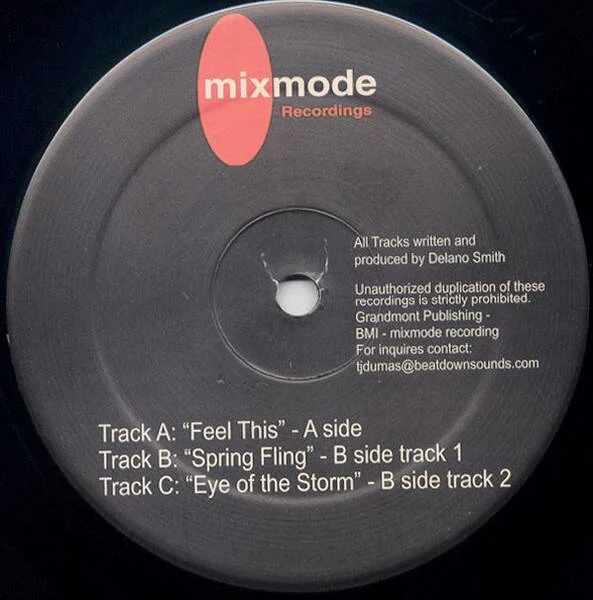 mixmode
Recordings
All Tracks written and
produced by Delano Smith
Unauthorized duplication of these
recordings is strictly prohibited.
Grandmont Publishing -
BMI - mixmode recording
For inquires contact:
tjdumas@beatdownsounds.com
Track A: “Feel This” - A side
Track B: “Spring Fling” - B side track 1
Track C: “Eye of the Storm” - B side track 2